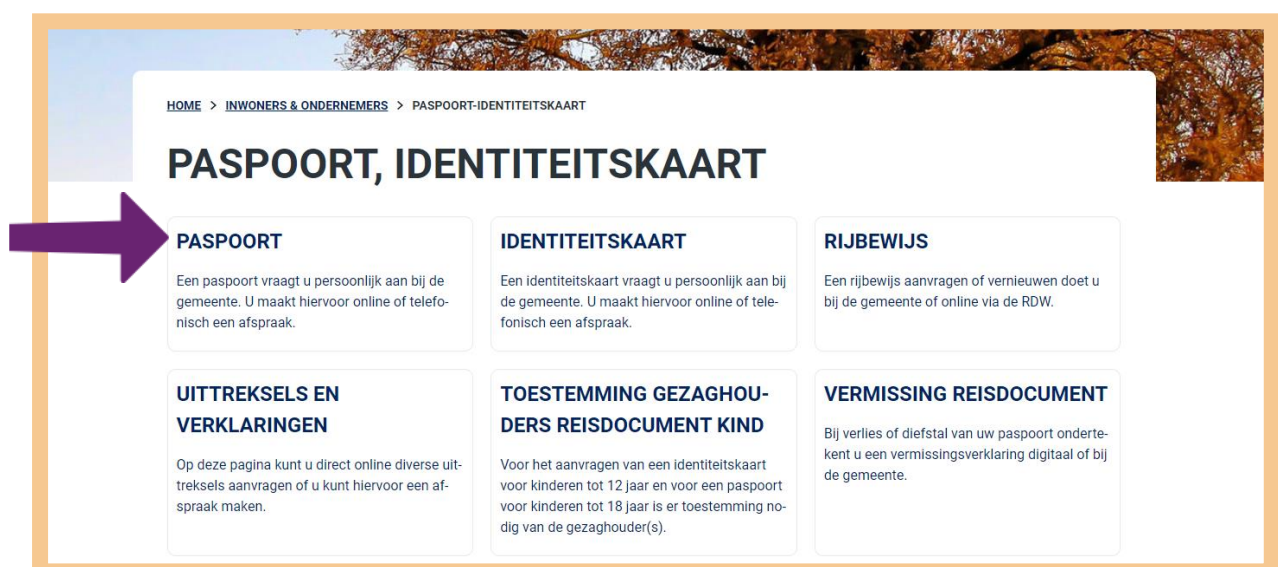 HOME > INWONERS & ONDERNEMERS > PASPOORT-IDENTITEITSKAART
PASPOORT, IDENTITEITSKAART
PASPOORT
Een paspoort vraagt u persoonlijk aan bij de
gemeente. U maakt hiervoor online of telefo-
nisch een afspraak.
IDENTITEITSKAART
Een identiteitskaart vraagt u persoonlijk aan bij
de gemeente. U maakt hiervoor online of tele-
fonisch een afspraak.
RIJBEWIJS
Een rijbewijs aanvragen of vernieuwen doet u
bij de gemeente of online via de RDW.
UITTREKSELS EN
VERKLARINGEN
Op deze pagina kunt u direct online diverse uit-
treksels aanvragen of u kunt hiervoor een af-
spraak maken.
TOESTEMMING GEZAGHOU-
DERS REISDOCUMENT KIND
Voor het aanvragen van een identiteitskaart
voor kinderen tot 12 jaar en voor een paspoort
voor kinderen tot 18 jaar is er toestemming no-
dig van de gezaghouder(s).
VERMISSING REISDOCUMENT
Bij verlies of diefstal van uw paspoort onderte-
kent u een vermissingsverklaring digitaal of bij
de gemeente.